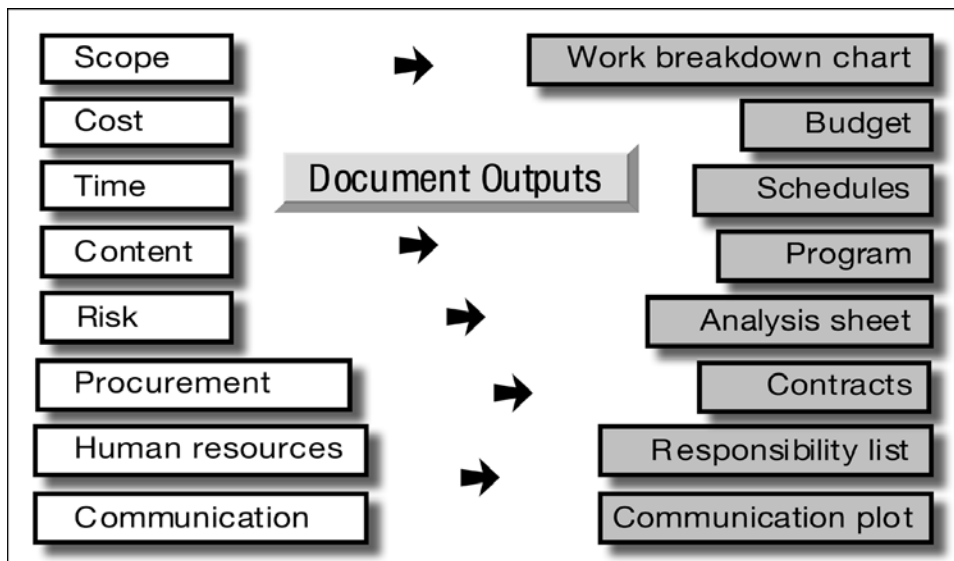 Scope
Work breakdown chart
Cost
Budget
Document Outputs
Time
Schedules
Content
Program
Risk
Analysis sheet
Procurement
Contracts
Human resources
Responsibility list
Communication
Communication plot